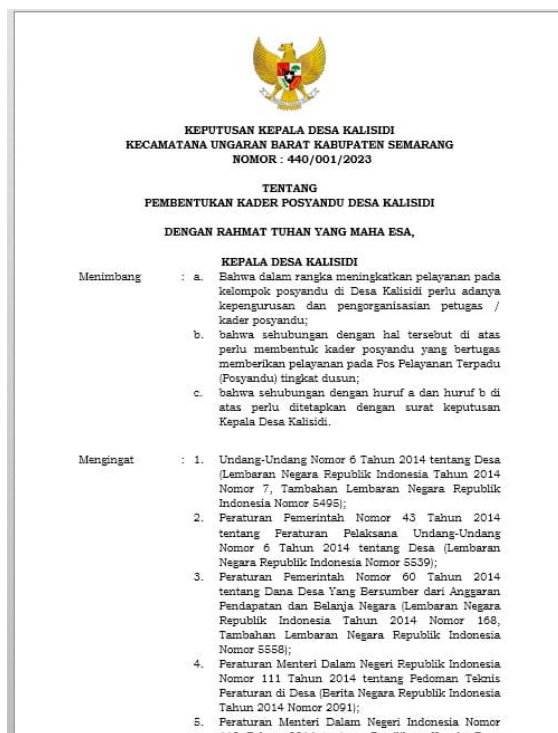 KEPUTUSAN KEPALA DESA KALISIDI
KECAMATANA UNGARAN BARAT KABUPATEN SEMARANG
NOMOR : 440/001/2023
TENTANG
PEMBENTUKAN KADER POSYANDU DESA KALISIDI
DENGAN RAHMAT TUHAN YANG MAHA ESA,
KEPALA DESA KALISIDI
Menimbang : a. Bahwa dalam rangka meningkatkan pelayanan pada
kelompok posyandu di Desa Kalisidi perlu adanya
kepengurusan dan pengorganisasian petugas /
kader posyandu;
b. bahwa sehubungan dengan hal tersebut di atas
perlu membentuk kader posyandu yang bertugas
memberikan pelayanan pada Pos Pelayanan Terpadu
(Posyandu) tingkat dusun;
c. bahwa sehubungan dengan huruf a dan huruf b di
atas perlu ditetapkan dengan surat keputusan
Kepala Desa Kalisidi.
Mengingat : 1. Undang-Undang Nomor 6 Tahun 2014 tentang Desa
(Lembaran Negara Republik Indonesia Tahun 2014
Nomor 7, Tambahan Lembaran Negara Republik
Indonesia Nomor 5495);
2. Peraturan Pemerintah Nomor 43 Tahun 2014
tentang Peraturan Pelaksana Undang-Undang
Nomor 6 Tahun 2014 tentang Desa (Lembaran
Negara Republik Indonesia Nomor 5539);
3. Peraturan Pemerintah Nomor 60 Tahun 2014
tentang Dana Desa Yang Bersumber dari Anggaran
Pendapatan dan Belanja Negara (Lembaran Negara
Republik Indonesia Tahun 2014 Nomor 168,
Tambahan Lembaran Negara Republik Indonesia
Nomor 5558);
4. Peraturan Menteri Dalam Negeri Republik Indonesia
Nomor 111 Tahun 2014 tentang Pedoman Teknis
Peraturan di Desa (Berita Negara Republik Indonesia
Tahun 2014 Nomor 2091);
5. Peraturan Menteri Dalam Negeri Indonesia Nomor